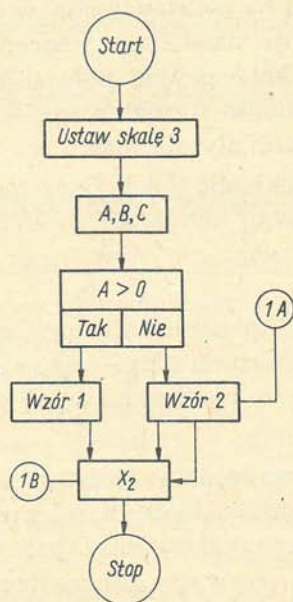 Start
Ustaw skalę 3
A, B, C
A > 0
Tak Nie
1A
Wzór 1 Wzór 2
1B X₂
Stop